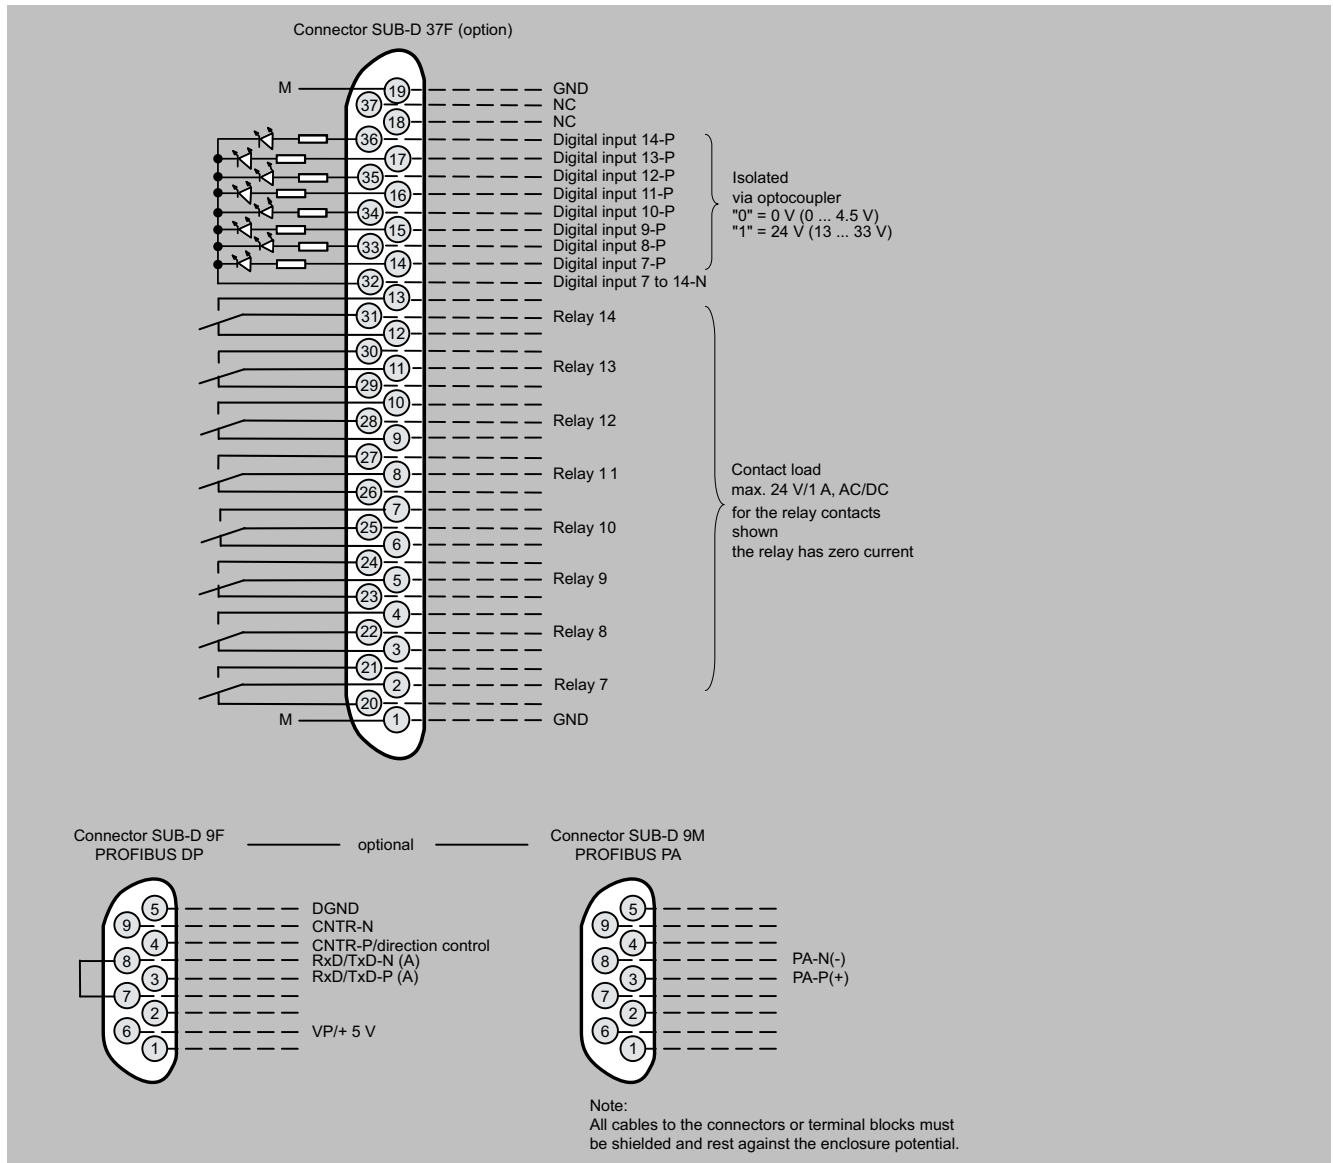 Connector SUB-D 37F (option)
M
19
GND
37
NC
18
NC
36
Digital input 14-P
17
Digital input 13-P
35
Digital input 12-P
16
Digital input 11-P
34
Digital input 10-P
15
Digital input 9-P
33
Digital input 8-P
14
Digital input 7-P
32
Digital input 7 to 14-N
Isolated
via optocoupler
"0" = 0 V (0 ... 4.5 V)
"1" = 24 V (13 ... 33 V)
13
31
Relay 14
12
30
11
Relay 13
29
10
28
Relay 12
9
27
8
Relay 11
26
7
25
Relay 10
6
24
5
Relay 9
23
4
22
Relay 8
3
21
2
Relay 7
20
M
1
GND
Contact load
max. 24 V/1 A, AC/DC
for the relay contacts
shown
the relay has zero current
Connector SUB-D 9F
PROFIBUS DP
optional
Connector SUB-D 9M
PROFIBUS PA
5
DGND
9
CNTR-N
4
CNTR-P/direction control
8
RxD/TxD-N (A)
3
RxD/TxD-P (A)
7
2
6
VP/+ 5 V
1
5
9
4
8
PA-N(-)
3
PA-P(+)
7
2
6
1
Note:
All cables to the connectors or terminal blocks must
be shielded and rest against the enclosure potential.